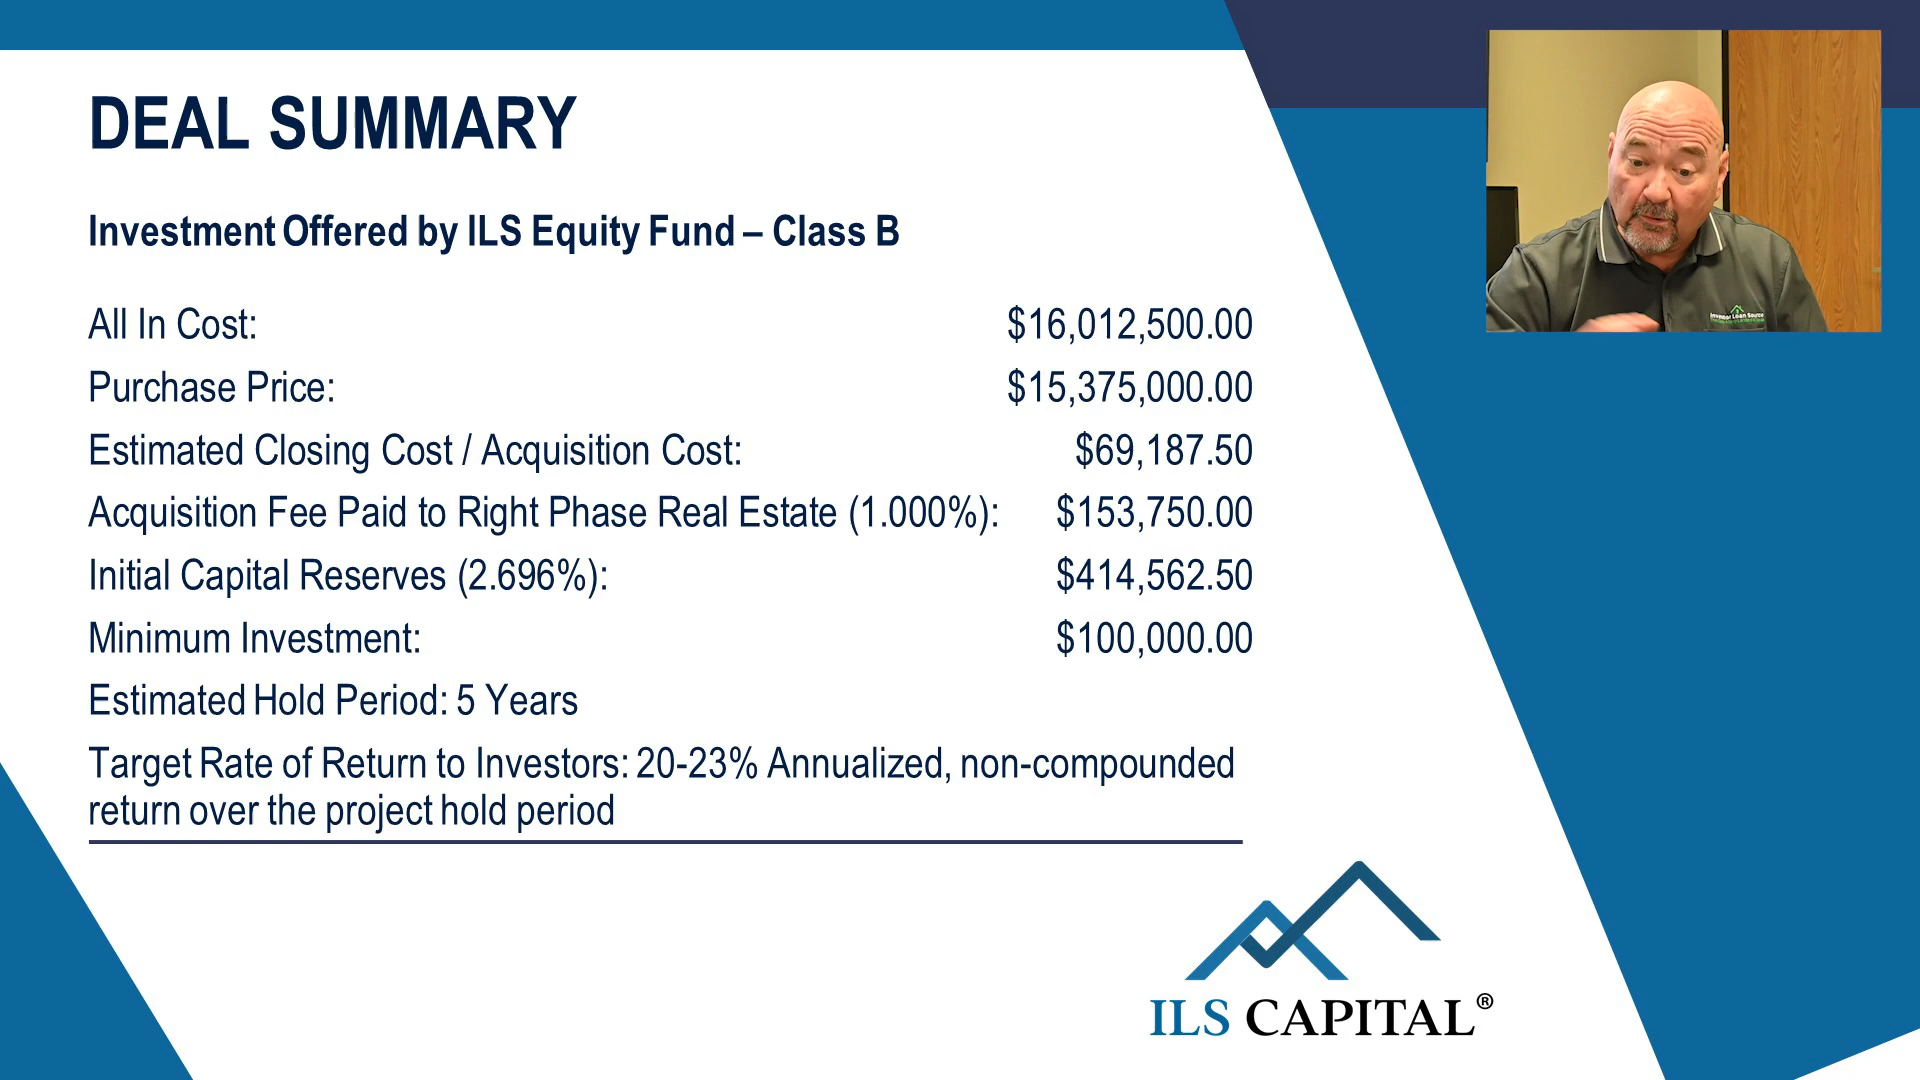 DEAL SUMMARY
Investment Offered by ILS Equity Fund – Class B
All In Cost: $16,012,500.00
Purchase Price: $15,375,000.00
Estimated Closing Cost / Acquisition Cost: $69,187.50
Acquisition Fee Paid to Right Phase Real Estate (1.000%): $153,750.00
Initial Capital Reserves (2.696%): $414,562.50
Minimum Investment: $100,000.00
Estimated Hold Period: 5 Years
Target Rate of Return to Investors: 20-23% Annualized, non-compounded
return over the project hold period
Investor Loan Source
ILS CAPITAL®